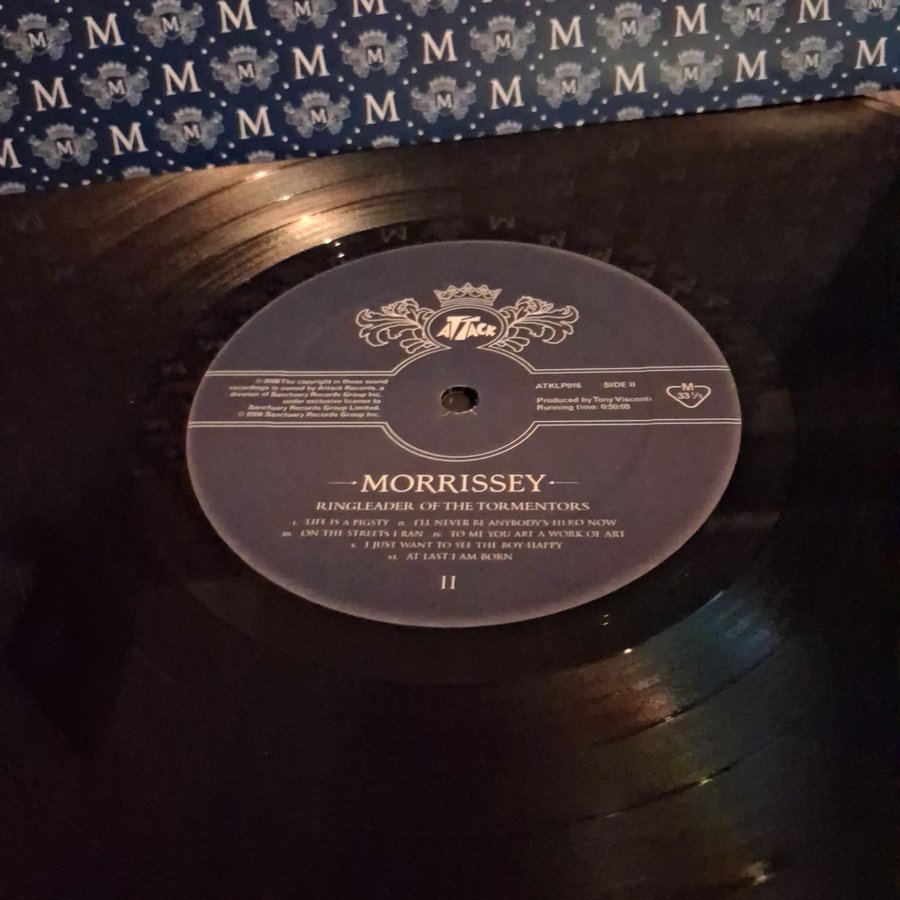 M M M M M
M M M M M M M
M M M M M M M
M M M M M M
ATTACK
℗ 2006 The copyright in these sound
recordings is owned by Attack Records, a
division of Sanctuary Records Group Inc.
under exclusive license to
Sanctuary Records Group Limited.
© 2006 Sanctuary Records Group Inc.
ATKLP016 SIDE II
Produced by Tony Visconti
Running time: 0:50:05
M
33 1/3
MORRISSEY
RINGLEADER OF THE TORMENTORS
I. LIFE IS A PIGSTY II. I'LL NEVER BE ANYBODY'S HERO NOW
III. ON THE STREETS I RAN IV. TO ME YOU ARE A WORK OF ART
V. I JUST WANT TO SEE THE BOY HAPPY
VI. AT LAST I AM BORN
II